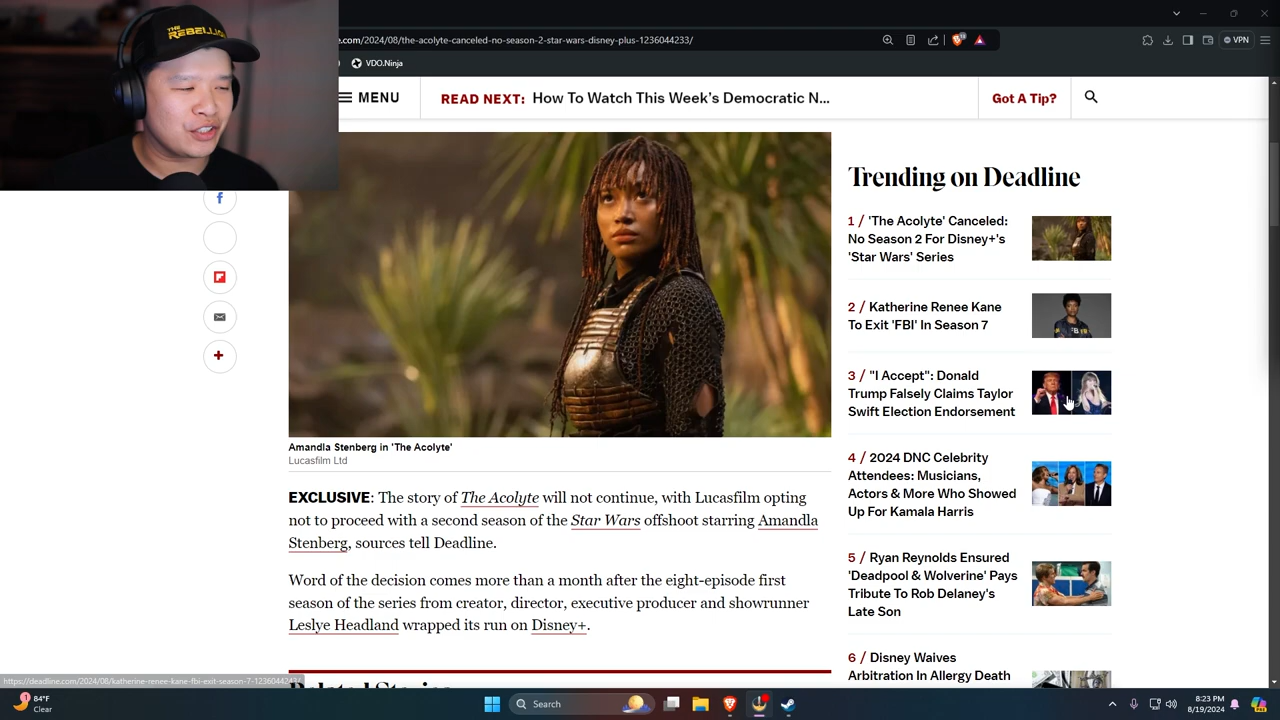 THE
REBELLION
e.com/2024/08/the-acolyte-canceled-no-season-2-star-wars-disney-plus-1236044233/
VPN
VDO.Ninja
MENU
READ NEXT: How To Watch This Week's Democratic N...
Got A Tip?
Amandla Stenberg in 'The Acolyte'
Lucasfilm Ltd
EXCLUSIVE: The story of The Acolyte will not continue, with Lucasfilm opting
not to proceed with a second season of the Star Wars offshoot starring Amandla
Stenberg, sources tell Deadline.
Word of the decision comes more than a month after the eight-episode first
season of the series from creator, director, executive producer and showrunner
Leslye Headland wrapped its run on Disney+.
Trending on Deadline
1 / 'The Acolyte' Canceled:
No Season 2 For Disney+'s
'Star Wars' Series
2 / Katherine Renee Kane
To Exit 'FBI' In Season 7
3 / "I Accept": Donald
Trump Falsely Claims Taylor
Swift Election Endorsement
4 / 2024 DNC Celebrity
Attendees: Musicians,
Actors & More Who Showed
Up For Kamala Harris
5 / Ryan Reynolds Ensured
'Deadpool & Wolverine' Pays
Tribute To Rob Delaney's
Late Son
6 / Disney Waives
Arbitration In Allergy Death
https://deadline.com/2024/08/katherine-renee-kane-fbi-exit-season-7-1236044243/
84°F
Clear
Search
8:23 PM
8/19/2024